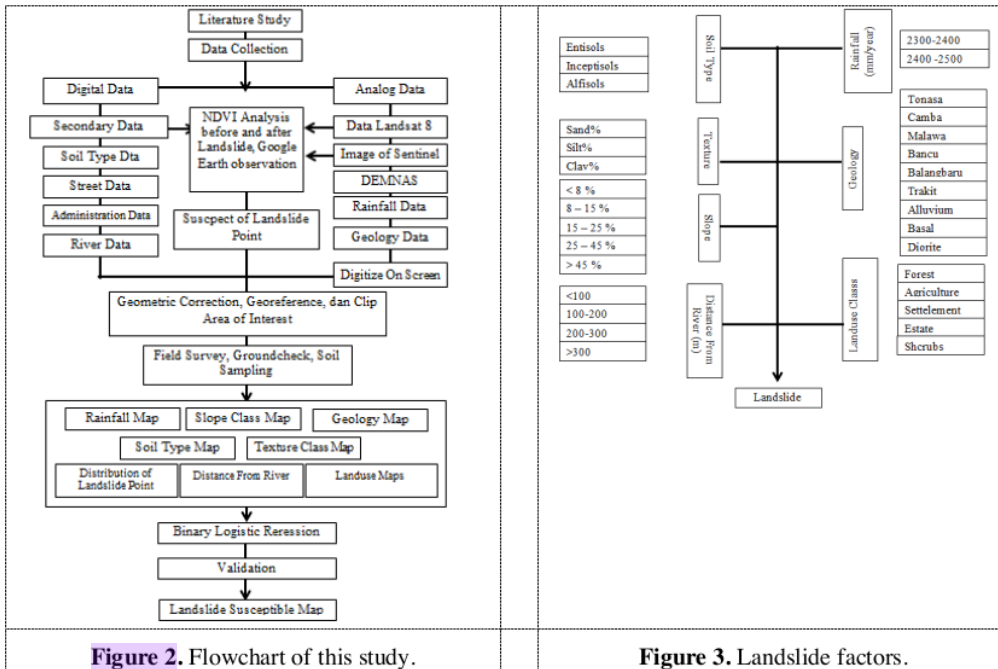 Literature Study
Data Collection
Digital Data
Analog Data
Secondary Data
NDVI Analysis
before and after
Landslide, Google
Earth observation
Data Landsat 8
Soil Type Dta
Image of Sentinel
Street Data
DEMNAS
Administration Data
Suscpect of Landslide
Point
Rainfall Data
River Data
Geology Data
Digitize On Screen
Geometric Correction, Georeference, dan Clip
Area of Interest
Field Survey, Groundcheck, Soil
Sampling
Rainfall Map
Slope Class Map
Geology Map
Soil Type Map
Texture Class Map
Distribution of
Landslide Point
Distance From River
Landuse Maps
Binary Logistic Reression
Validation
Landslide Susceptible Map
Figure 2. Flowchart of this study.
Entisols
Inceptisols
Alfisols
Soil Type
Rainfall
(mm/year)
2300-2400
2400 -2500
Sand%
Silt%
Clav%
Texture
Geology
Tonasa
Camba
Malawa
Bancu
Balangbaru
Trakit
Alluvium
Basal
Diorite
< 8 %
8 – 15 %
15 – 25 %
25 – 45 %
> 45 %
Slope
<100
100-200
200-300
>300
Distance From
River (m)
Landuse Classs
Forest
Agriculture
Settelement
Estate
Shcrubs
Landslide
Figure 3. Landslide factors.